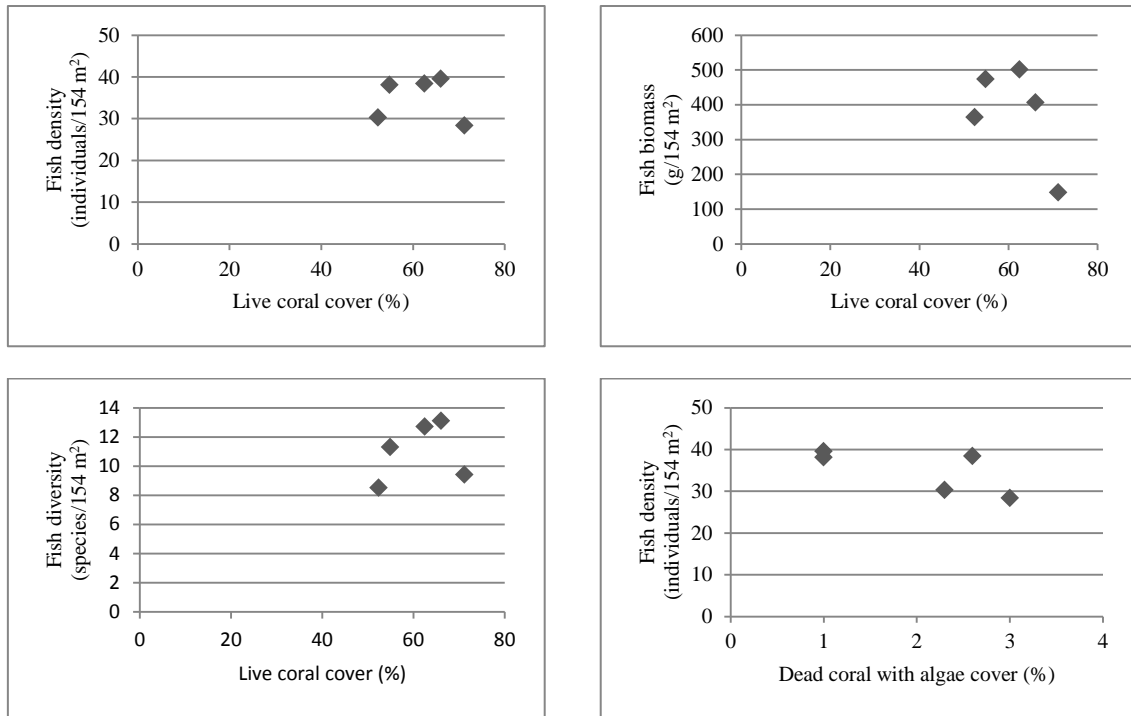 Fish density
(individuals/154 m²)
50
40
30
20
10
0
0 20 40 60 80
Live coral cover (%)
Fish biomass
(g/154 m²)
600
500
400
300
200
100
0
0 20 40 60 80
Live coral cover (%)
Fish diversity
(species/154 m²)
14
12
10
8
6
4
2
0
0 20 40 60 80
Live coral cover (%)
Fish density
(individuals/154 m²)
50
40
30
20
10
0
0 1 2 3 4
Dead coral with algae cover (%)